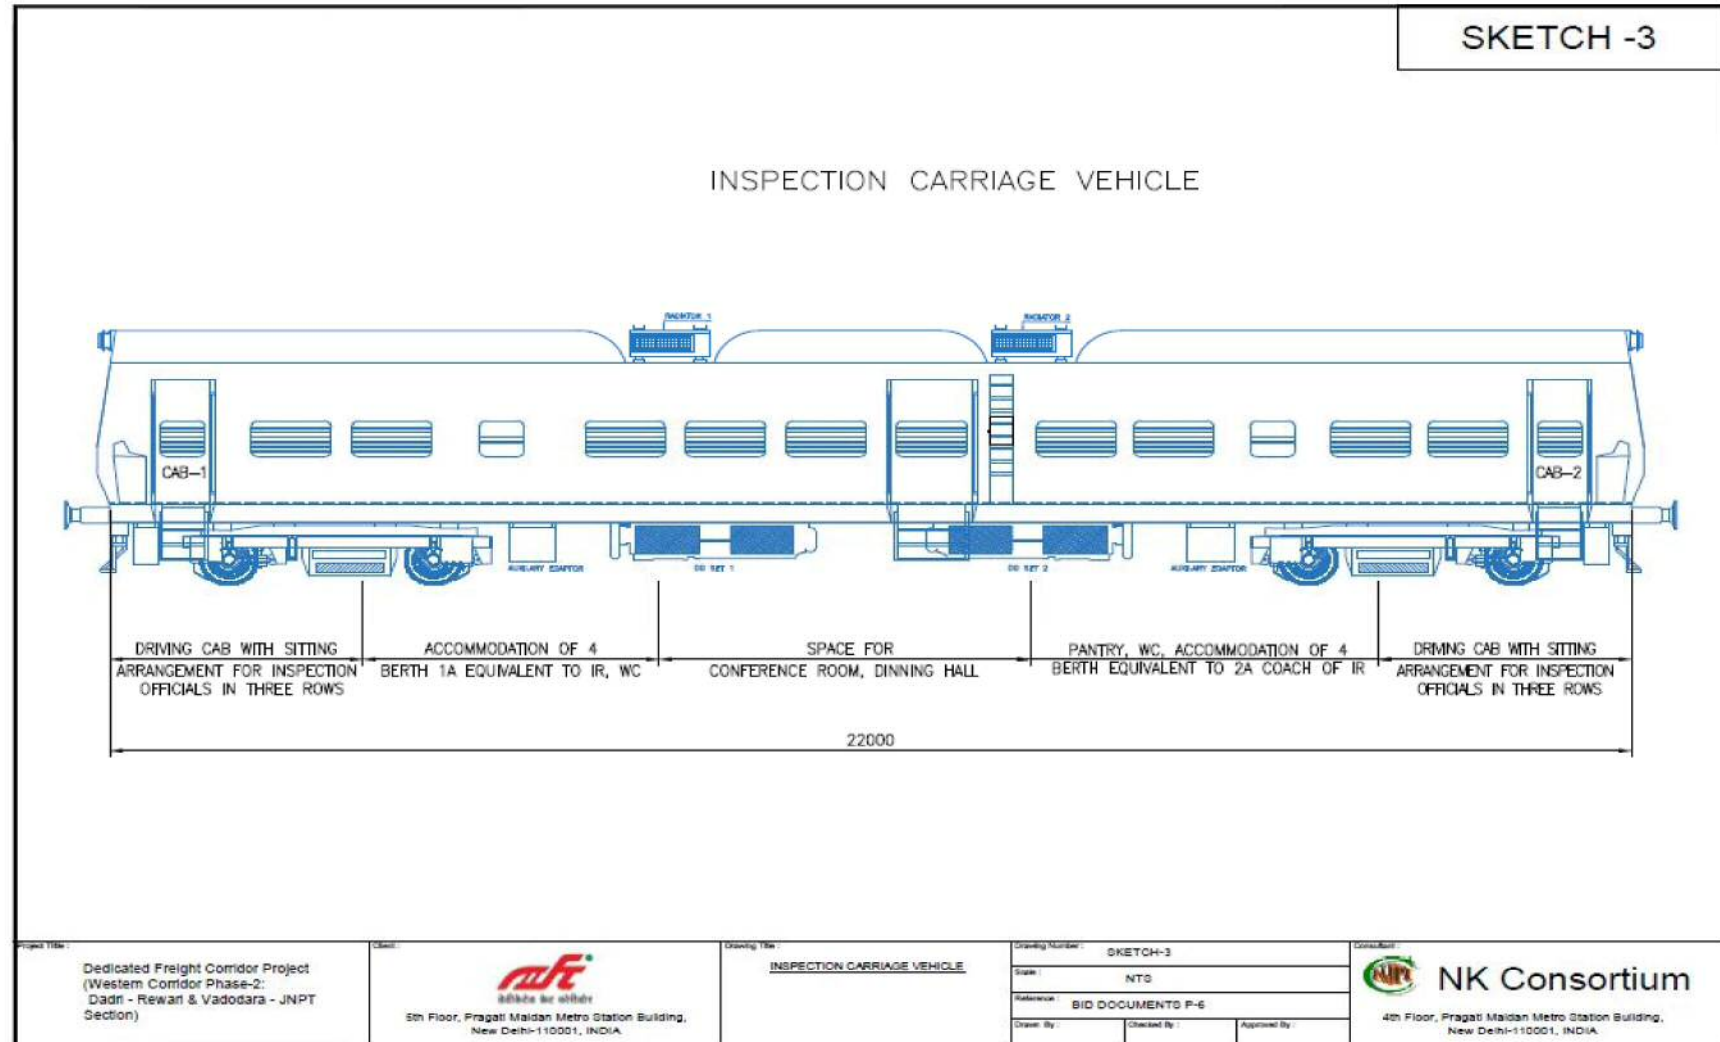 SKETCH -3
INSPECTION CARRIAGE VEHICLE
RADIATOR 1
RADIATOR 2
CAB-1
CAB-2
AUXILIARY
DG SET 1
DG SET 2
AUXILIARY
DRIVING CAB WITH SITTING
ARRANGEMENT FOR INSPECTION
OFFICIALS IN THREE ROWS
ACCOMMODATION OF 4
BERTH 1A EQUIVALENT TO IR, WC
SPACE FOR
CONFERENCE ROOM, DINNING HALL
PANTRY, WC, ACCOMMODATION OF 4
BERTH EQUIVALENT TO 2A COACH OF IR
DRIVING CAB WITH SITTING
ARRANGEMENT FOR INSPECTION
OFFICIALS IN THREE ROWS
22000
Project Title :
Dedicated Freight Corridor Project
(Western Corridor Phase-2:
Dadri - Rewari & Vadodara - JNPT
Section)
Client :
5th Floor, Pragati Maidan Metro Station Building,
New Delhi-110001, INDIA
Drawing Title :
INSPECTION CARRIAGE VEHICLE
Drawing Number :
SKETCH-3
Scale :
NTS
Reference :
BID DOCUMENTS P-6
Drawn By :
Checked By :
Approved By :
Consultant :
NK Consortium
4th Floor, Pragati Maidan Metro Station Building,
New Delhi-110001, INDIA